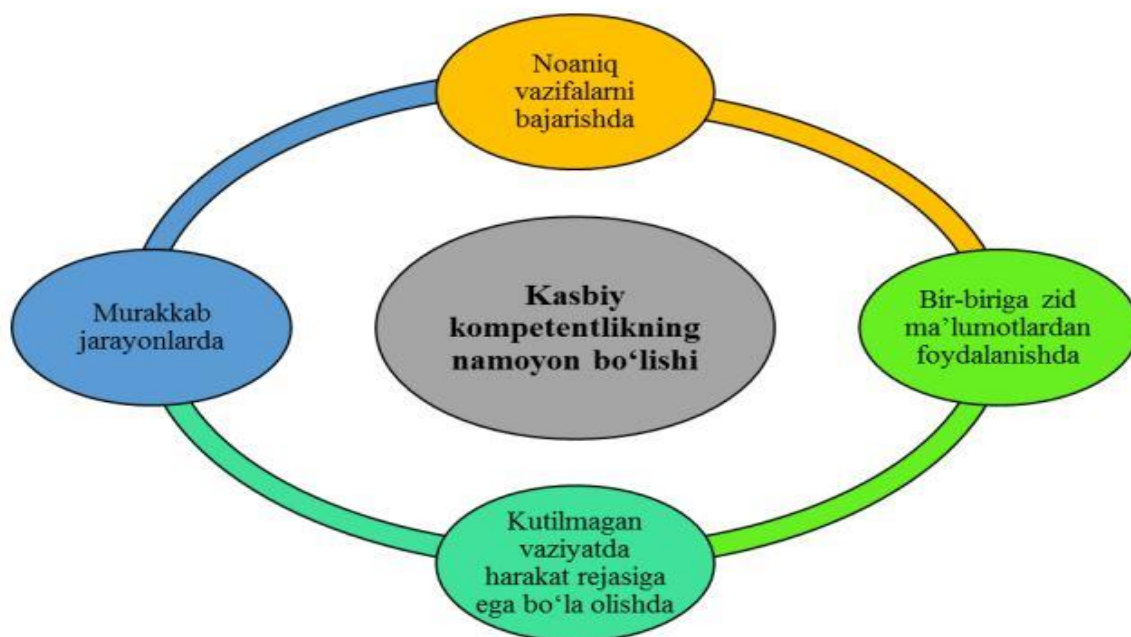 Noaniq
vazifalarni
bajarishda
Murakkab
jarayonlarda
Kasbiy
kompetentlikning
namoyon bo‘lishi
Bir-biriga zid
ma’lumotlardan
foydalanishda
Kutilmagan
vaziyatda
harakat rejasiga
ega bo‘la olishda